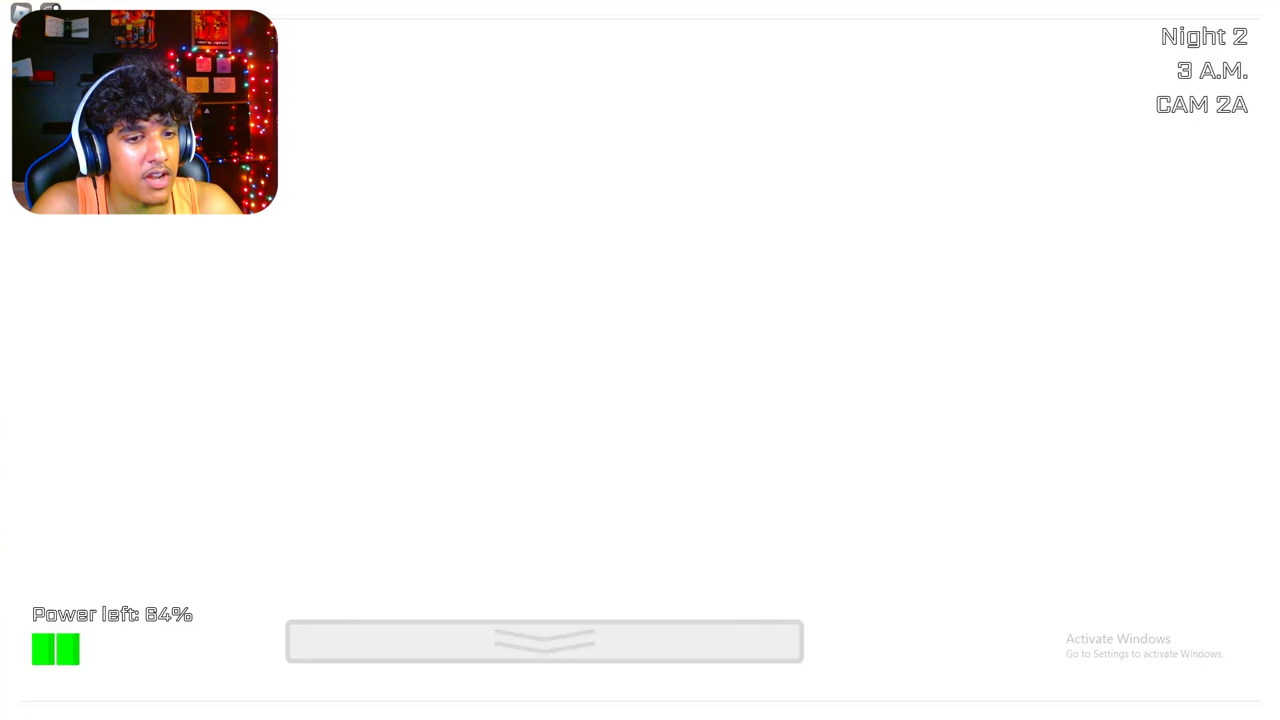 Night 2
3 A.M.
CAM 2A
Power left: 64%
Activate Windows
Go to Settings to activate Windows.